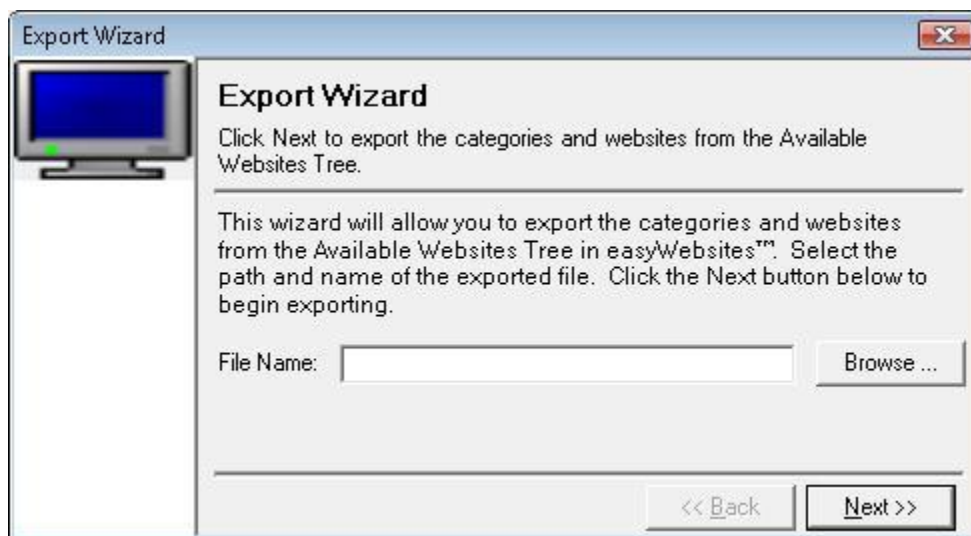 Export Wizard
Export Wizard
Click Next to export the categories and websites from the Available
Websites Tree.
This wizard will allow you to export the categories and websites
from the Available Websites Tree in easyWebsites™.  Select the
path and name of the exported file.  Click the Next button below to
begin exporting.
File Name:
Browse ...
<< Back
Next >>